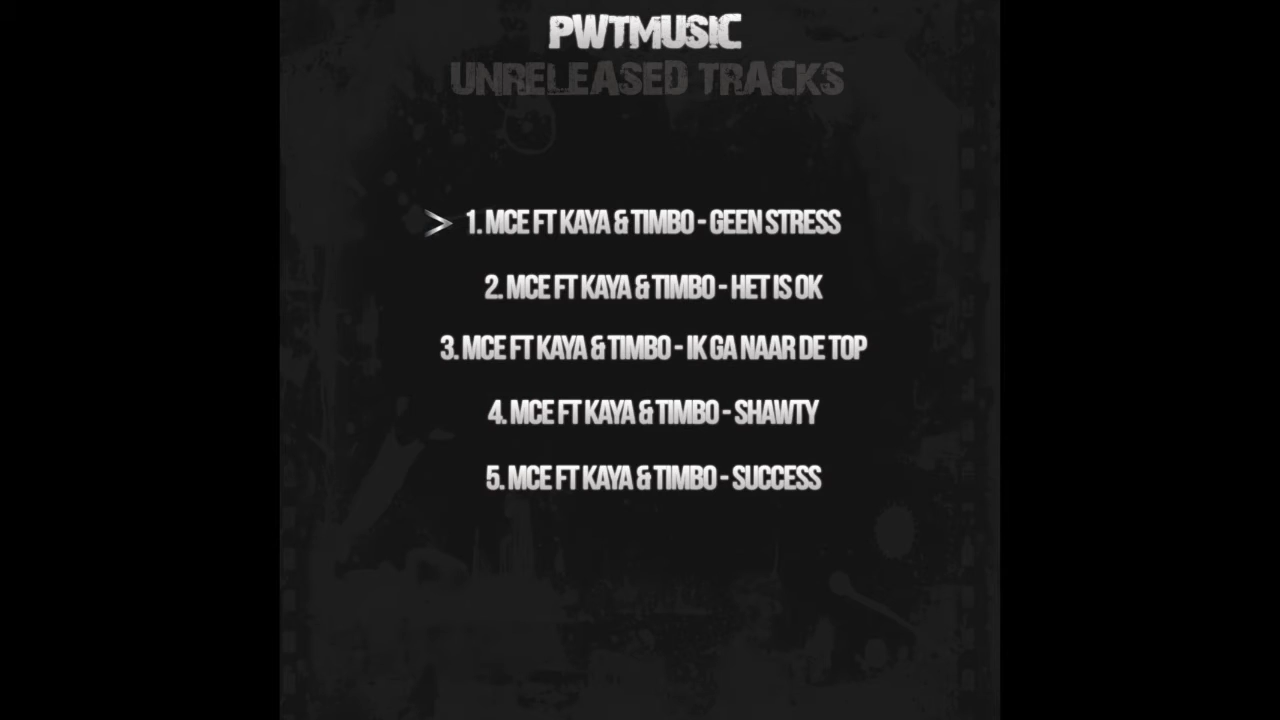 PWTMUSIC
UNRELEASED TRACKS
> 1. MCE FT KAYA & TIMBO - GEEN STRESS
2. MCE FT KAYA & TIMBO - HET IS OK
3. MCE FT KAYA & TIMBO - IK GA NAAR DE TOP
4. MCE FT KAYA & TIMBO - SHAWTY
5. MCE FT KAYA & TIMBO - SUCCESS